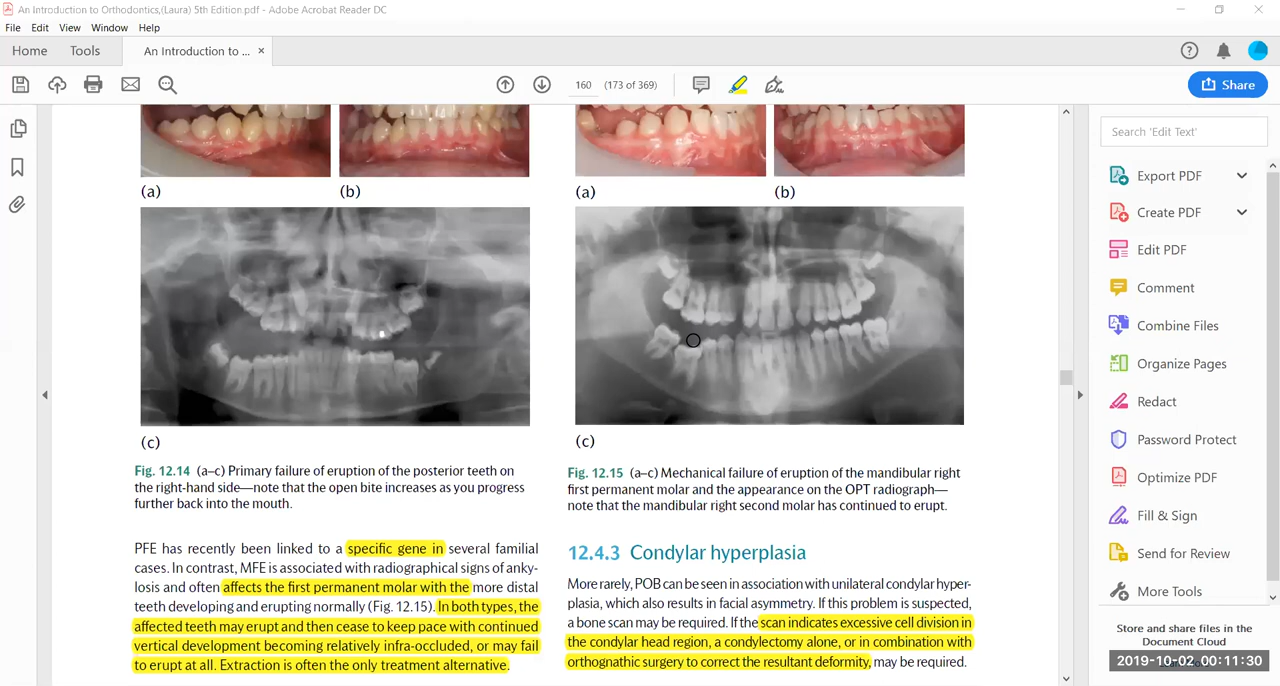 An Introduction to Orthodontics,(Laura) 5th Edition.pdf - Adobe Acrobat Reader DC
File Edit View Window Help
Home Tools An Introduction to ... ×
160 (173 of 369)
Share
(a) (b)
(c)
Fig. 12.14 (a–c) Primary failure of eruption of the posterior teeth on
the right-hand side—note that the open bite increases as you progress
further back into the mouth.
PFE has recently been linked to a specific gene in several familial
cases. In contrast, MFE is associated with radiographical signs of anky-
losis and often affects the first permanent molar with the more distal
teeth developing and erupting normally (Fig. 12.15). In both types, the
affected teeth may erupt and then cease to keep pace with continued
vertical development becoming relatively infra-occluded, or may fail
to erupt at all. Extraction is often the only treatment alternative.
(a) (b)
(c)
Fig. 12.15 (a–c) Mechanical failure of eruption of the mandibular right
first permanent molar and the appearance on the OPT radiograph—
note that the mandibular right second molar has continued to erupt.
12.4.3 Condylar hyperplasia
More rarely, POB can be seen in association with unilateral condylar hyper-
plasia, which also results in facial asymmetry. If this problem is suspected,
a bone scan may be required. If the scan indicates excessive cell division in
the condylar head region, a condylectomy alone, or in combination with
orthognathic surgery to correct the resultant deformity, may be required.
Search 'Edit Text'
Export PDF
Create PDF
Edit PDF
Comment
Combine Files
Organize Pages
Redact
Password Protect
Optimize PDF
Fill & Sign
Send for Review
More Tools
Store and share files in the
Document Cloud
2019-10-02 00:11:30